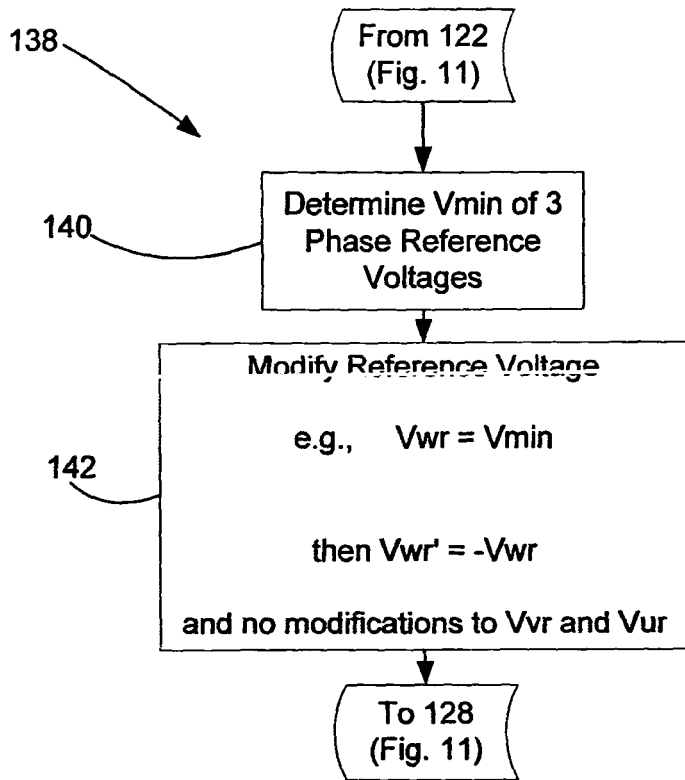 138
From 122
(Fig. 11)
140
Determine Vmin of 3
Phase Reference
Voltages
142
Modify Reference Voltage
e.g., Vwr = Vmin
then Vwr' = -Vwr
and no modifications to Vvr and Vur
To 128
(Fig. 11)